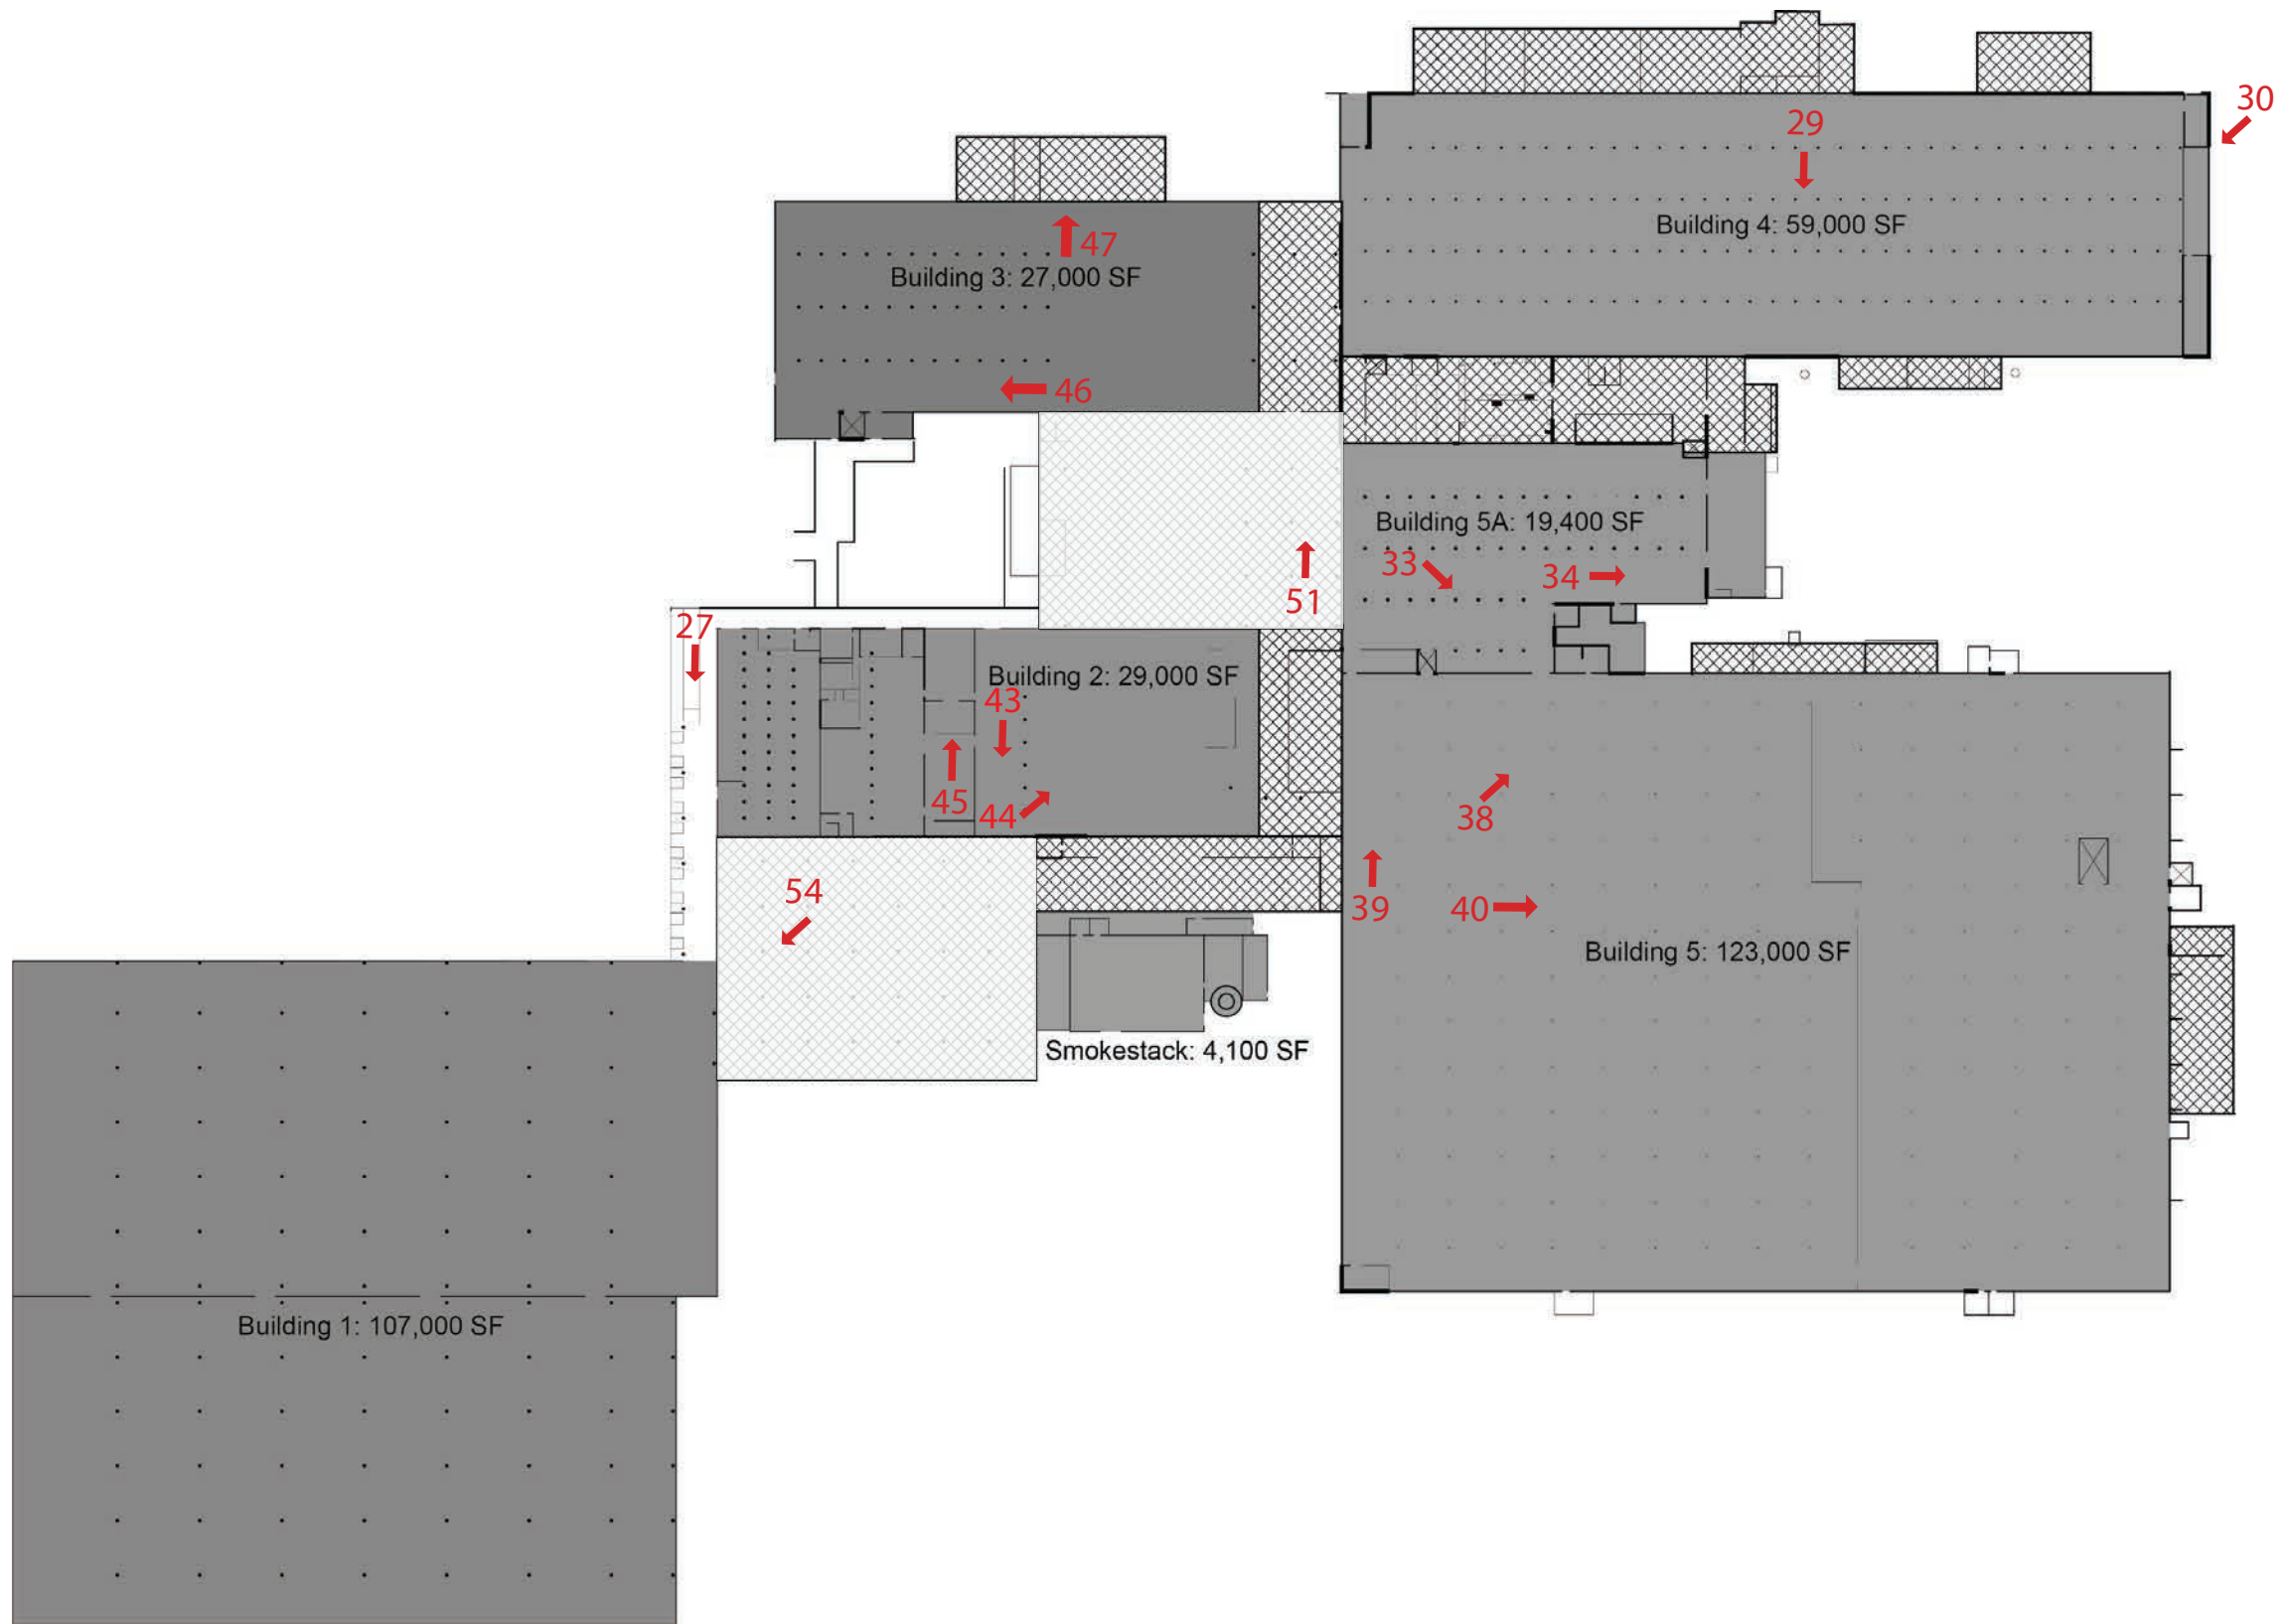 30
29
Building 4: 59,000 SF
47
Building 3: 27,000 SF
46
Building 5A: 19,400 SF
33
34
51
27
Building 2: 29,000 SF
43
45
44
38
54
39
40
Building 5: 123,000 SF
Smokestack: 4,100 SF
Building 1: 107,000 SF